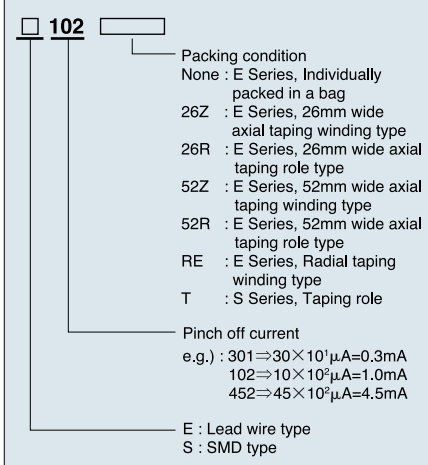 □ 102
Packing condition
None : E Series, Individually
packed in a bag
26Z : E Series, 26mm wide
axial taping winding type
26R : E Series, 26mm wide axial
taping role type
52Z : E Series, 52mm wide axial
taping winding type
52R : E Series, 52mm wide axial
taping role type
RE : E Series, Radial taping
winding type
T : S Series, Taping role
Pinch off current
e.g.) : 301⇒30×10¹μA=0.3mA
102⇒10×10²μA=1.0mA
452⇒45×10²μA=4.5mA
E : Lead wire type
S : SMD type